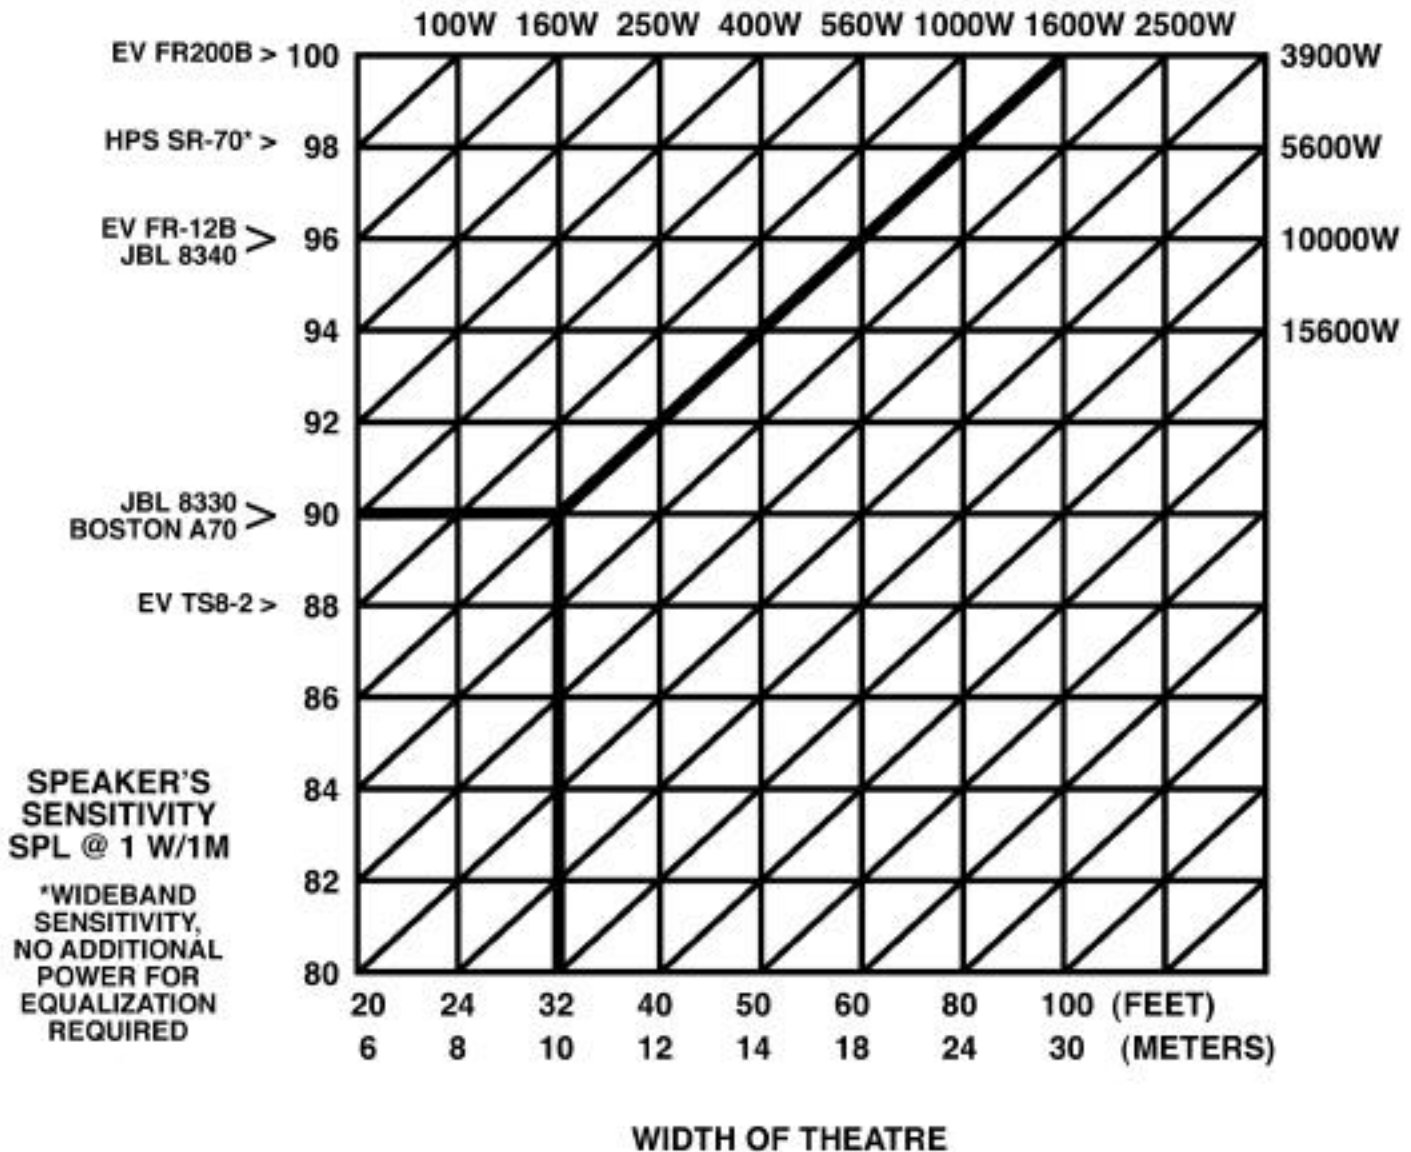 100W 160W 250W 400W 560W 1000W 1600W 2500W
EV FR200B > 100 3900W
HPS SR-70* > 98 5600W
EV FR-12B
JBL 8340 > 96 10000W
94 15600W
92
JBL 8330
BOSTON A70 > 90
EV TS8-2 > 88
86
84
82
80
SPEAKER'S
SENSITIVITY
SPL @ 1 W/1M
*WIDEBAND
SENSITIVITY,
NO ADDITIONAL
POWER FOR
EQUALIZATION
REQUIRED
20 24 32 40 50 60 80 100 (FEET)
6 8 10 12 14 18 24 30 (METERS)
WIDTH OF THEATRE